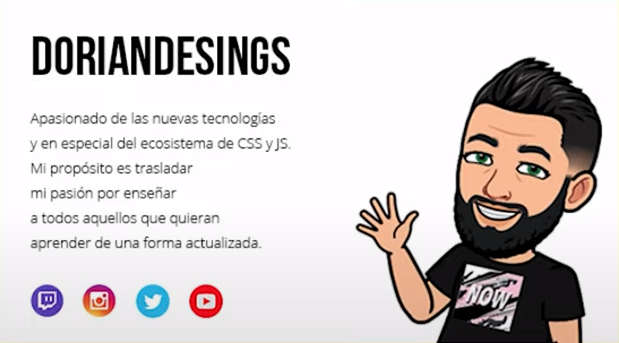 DORIANDESINGS
Apasionado de las nuevas tecnologías
y en especial del ecosistema de CSS y JS.
Mi propósito es trasladar
mi pasión por enseñar
a todos aquellos que quieran
aprender de una forma actualizada.
NOW